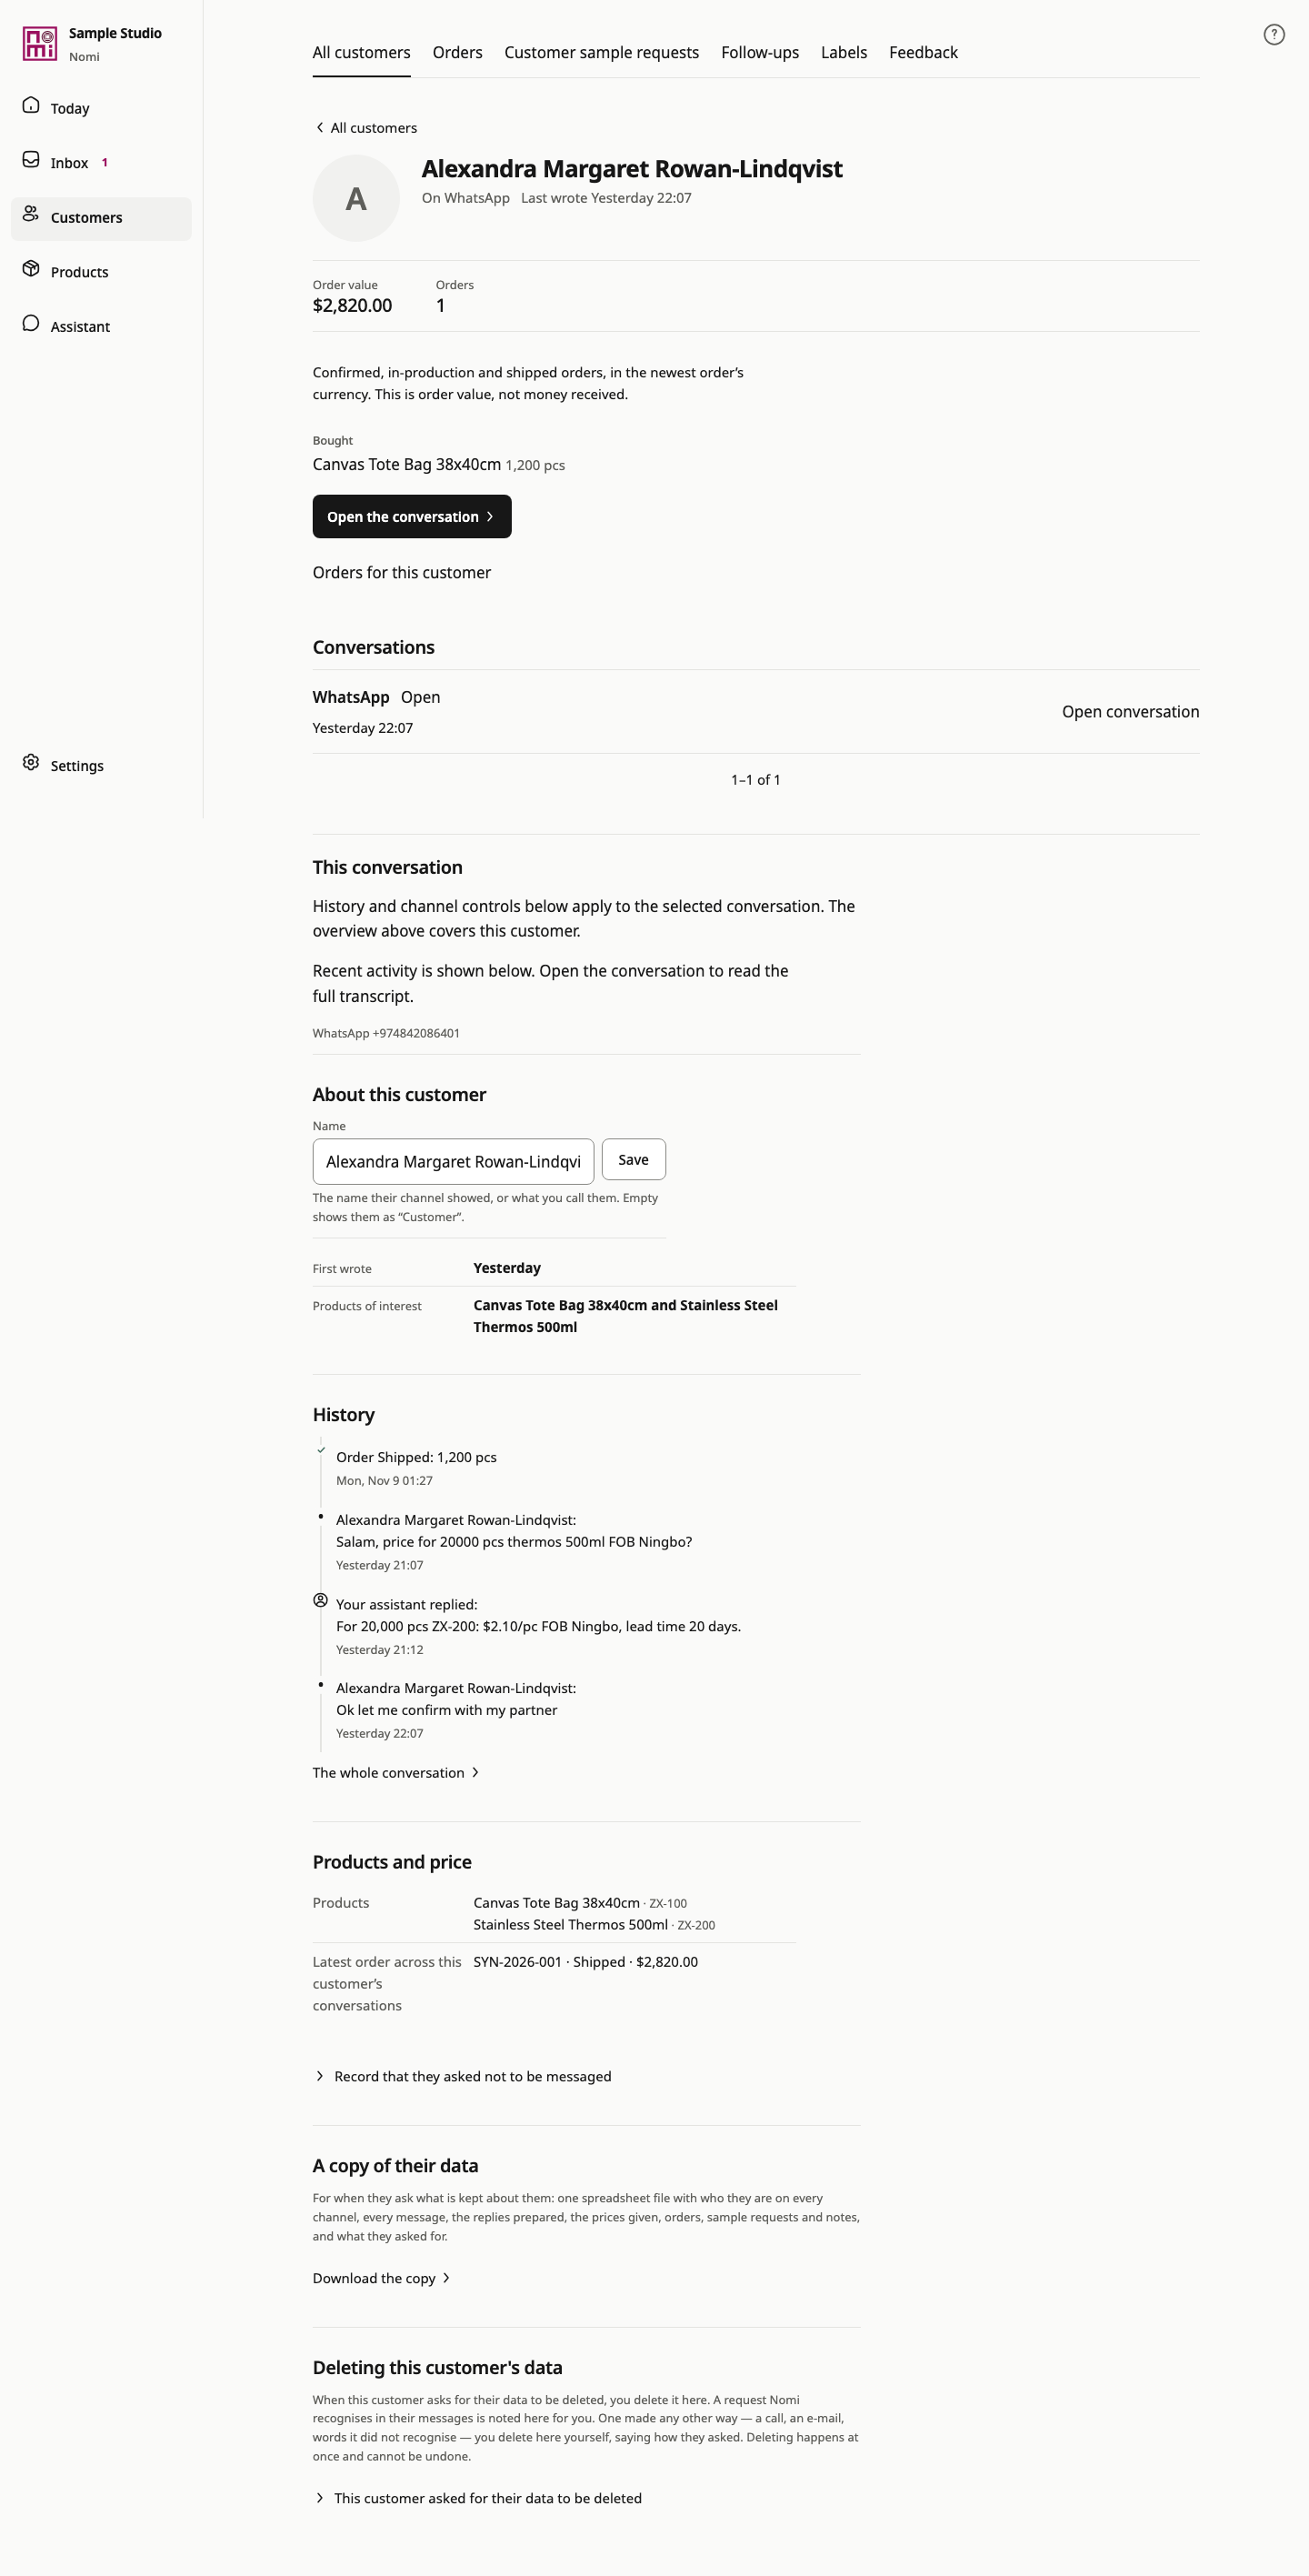 nomi
Sample Studio
Nomi
Today
Inbox 1
Customers
Products
Assistant
Settings
?
All customers Orders Customer sample requests Follow-ups Labels Feedback
All customers
A
Alexandra Margaret Rowan-Lindqvist
On WhatsApp Last wrote Yesterday 22:07
Order value Orders
$2,820.00 1
Confirmed, in-production and shipped orders, in the newest order’s
currency. This is order value, not money received.
Bought
Canvas Tote Bag 38x40cm 1,200 pcs
Open the conversation
Orders for this customer
Conversations
WhatsApp Open
Yesterday 22:07
Open conversation
1–1 of 1
This conversation
History and channel controls below apply to the selected conversation. The
overview above covers this customer.
Recent activity is shown below. Open the conversation to read the
full transcript.
WhatsApp +974842086401
About this customer
Name
Alexandra Margaret Rowan-Lindqvi
Save
The name their channel showed, or what you call them. Empty
shows them as “Customer”.
First wrote Yesterday
Products of interest Canvas Tote Bag 38x40cm and Stainless Steel
Thermos 500ml
History
Order Shipped: 1,200 pcs
Mon, Nov 9 01:27
Alexandra Margaret Rowan-Lindqvist:
Salam, price for 20000 pcs thermos 500ml FOB Ningbo?
Yesterday 21:07
Your assistant replied:
For 20,000 pcs ZX-200: $2.10/pc FOB Ningbo, lead time 20 days.
Yesterday 21:12
Alexandra Margaret Rowan-Lindqvist:
Ok let me confirm with my partner
Yesterday 22:07
The whole conversation
Products and price
Products Canvas Tote Bag 38x40cm · ZX-100
Stainless Steel Thermos 500ml · ZX-200
Latest order across this SYN-2026-001 · Shipped · $2,820.00
customer’s
conversations
Record that they asked not to be messaged
A copy of their data
For when they ask what is kept about them: one spreadsheet file with who they are on every
channel, every message, the replies prepared, the prices given, orders, sample requests and notes,
and what they asked for.
Download the copy
Deleting this customer's data
When this customer asks for their data to be deleted, you delete it here. A request Nomi
recognises in their messages is noted here for you. One made any other way — a call, an e-mail,
words it did not recognise — you delete here yourself, saying how they asked. Deleting happens at
once and cannot be undone.
This customer asked for their data to be deleted